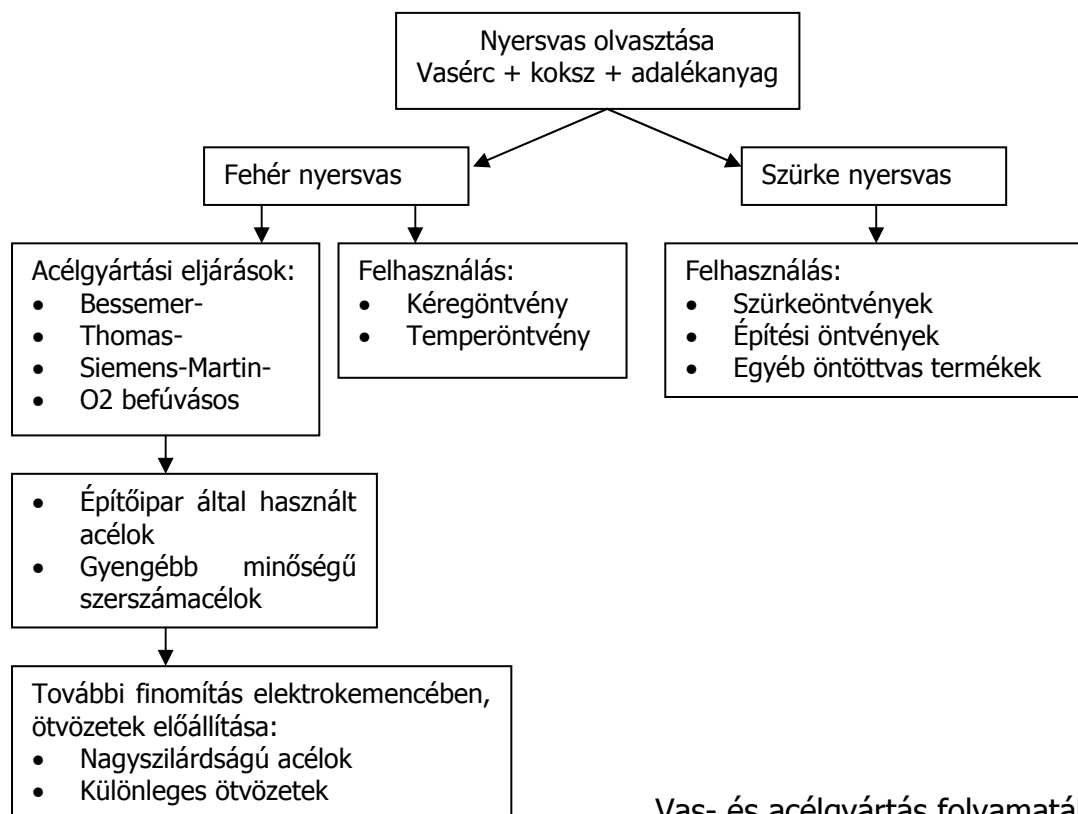 Nyersvas olvasztása
Vasérc + koksz + adalékanyag
Fehér nyersvas
Szürke nyersvas
Acélgyártási eljárások:
• Bessemer-
• Thomas-
• Siemens-Martin-
• O2 befúvásos
Felhasználás:
• Kéregöntvény
• Temperöntvény
Felhasználás:
• Szürkeöntvények
• Építési öntvények
• Egyéb öntöttvas termékek
• Építőipar által használt
acélok
• Gyengébb minőségű
szerszámacélok
További finomítás elektrokemencében,
ötvözetek előállítása:
• Nagyszilárdságú acélok
• Különleges ötvözetek
Vas- és acélgyártás